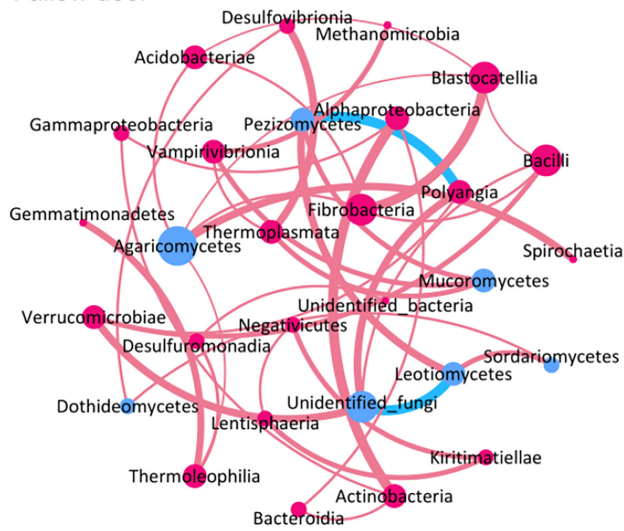 Desulfovibrionia
Methanomicrobia
Acidobacteriae
Blastocatellia
Alphaproteobacteria
Gammaproteobacteria
Pezizomycetes
Vampirivibrionia
Bacilli
Polyangia
Gemmatimonadetes
Fibrobacteria
Thermoplasmata
Agaricomycetes
Spirochaetia
Mucoromycetes
Unidentified_bacteria
Verrucomicrobiae
Negativicutes
Desulfuromonadia
Sordariomycetes
Leotiomycetes
Dothideomycetes
Unidentified_fungi
Lentisphaeria
Kiritimatiellae
Thermoleophilia
Actinobacteria
Bacteroidia